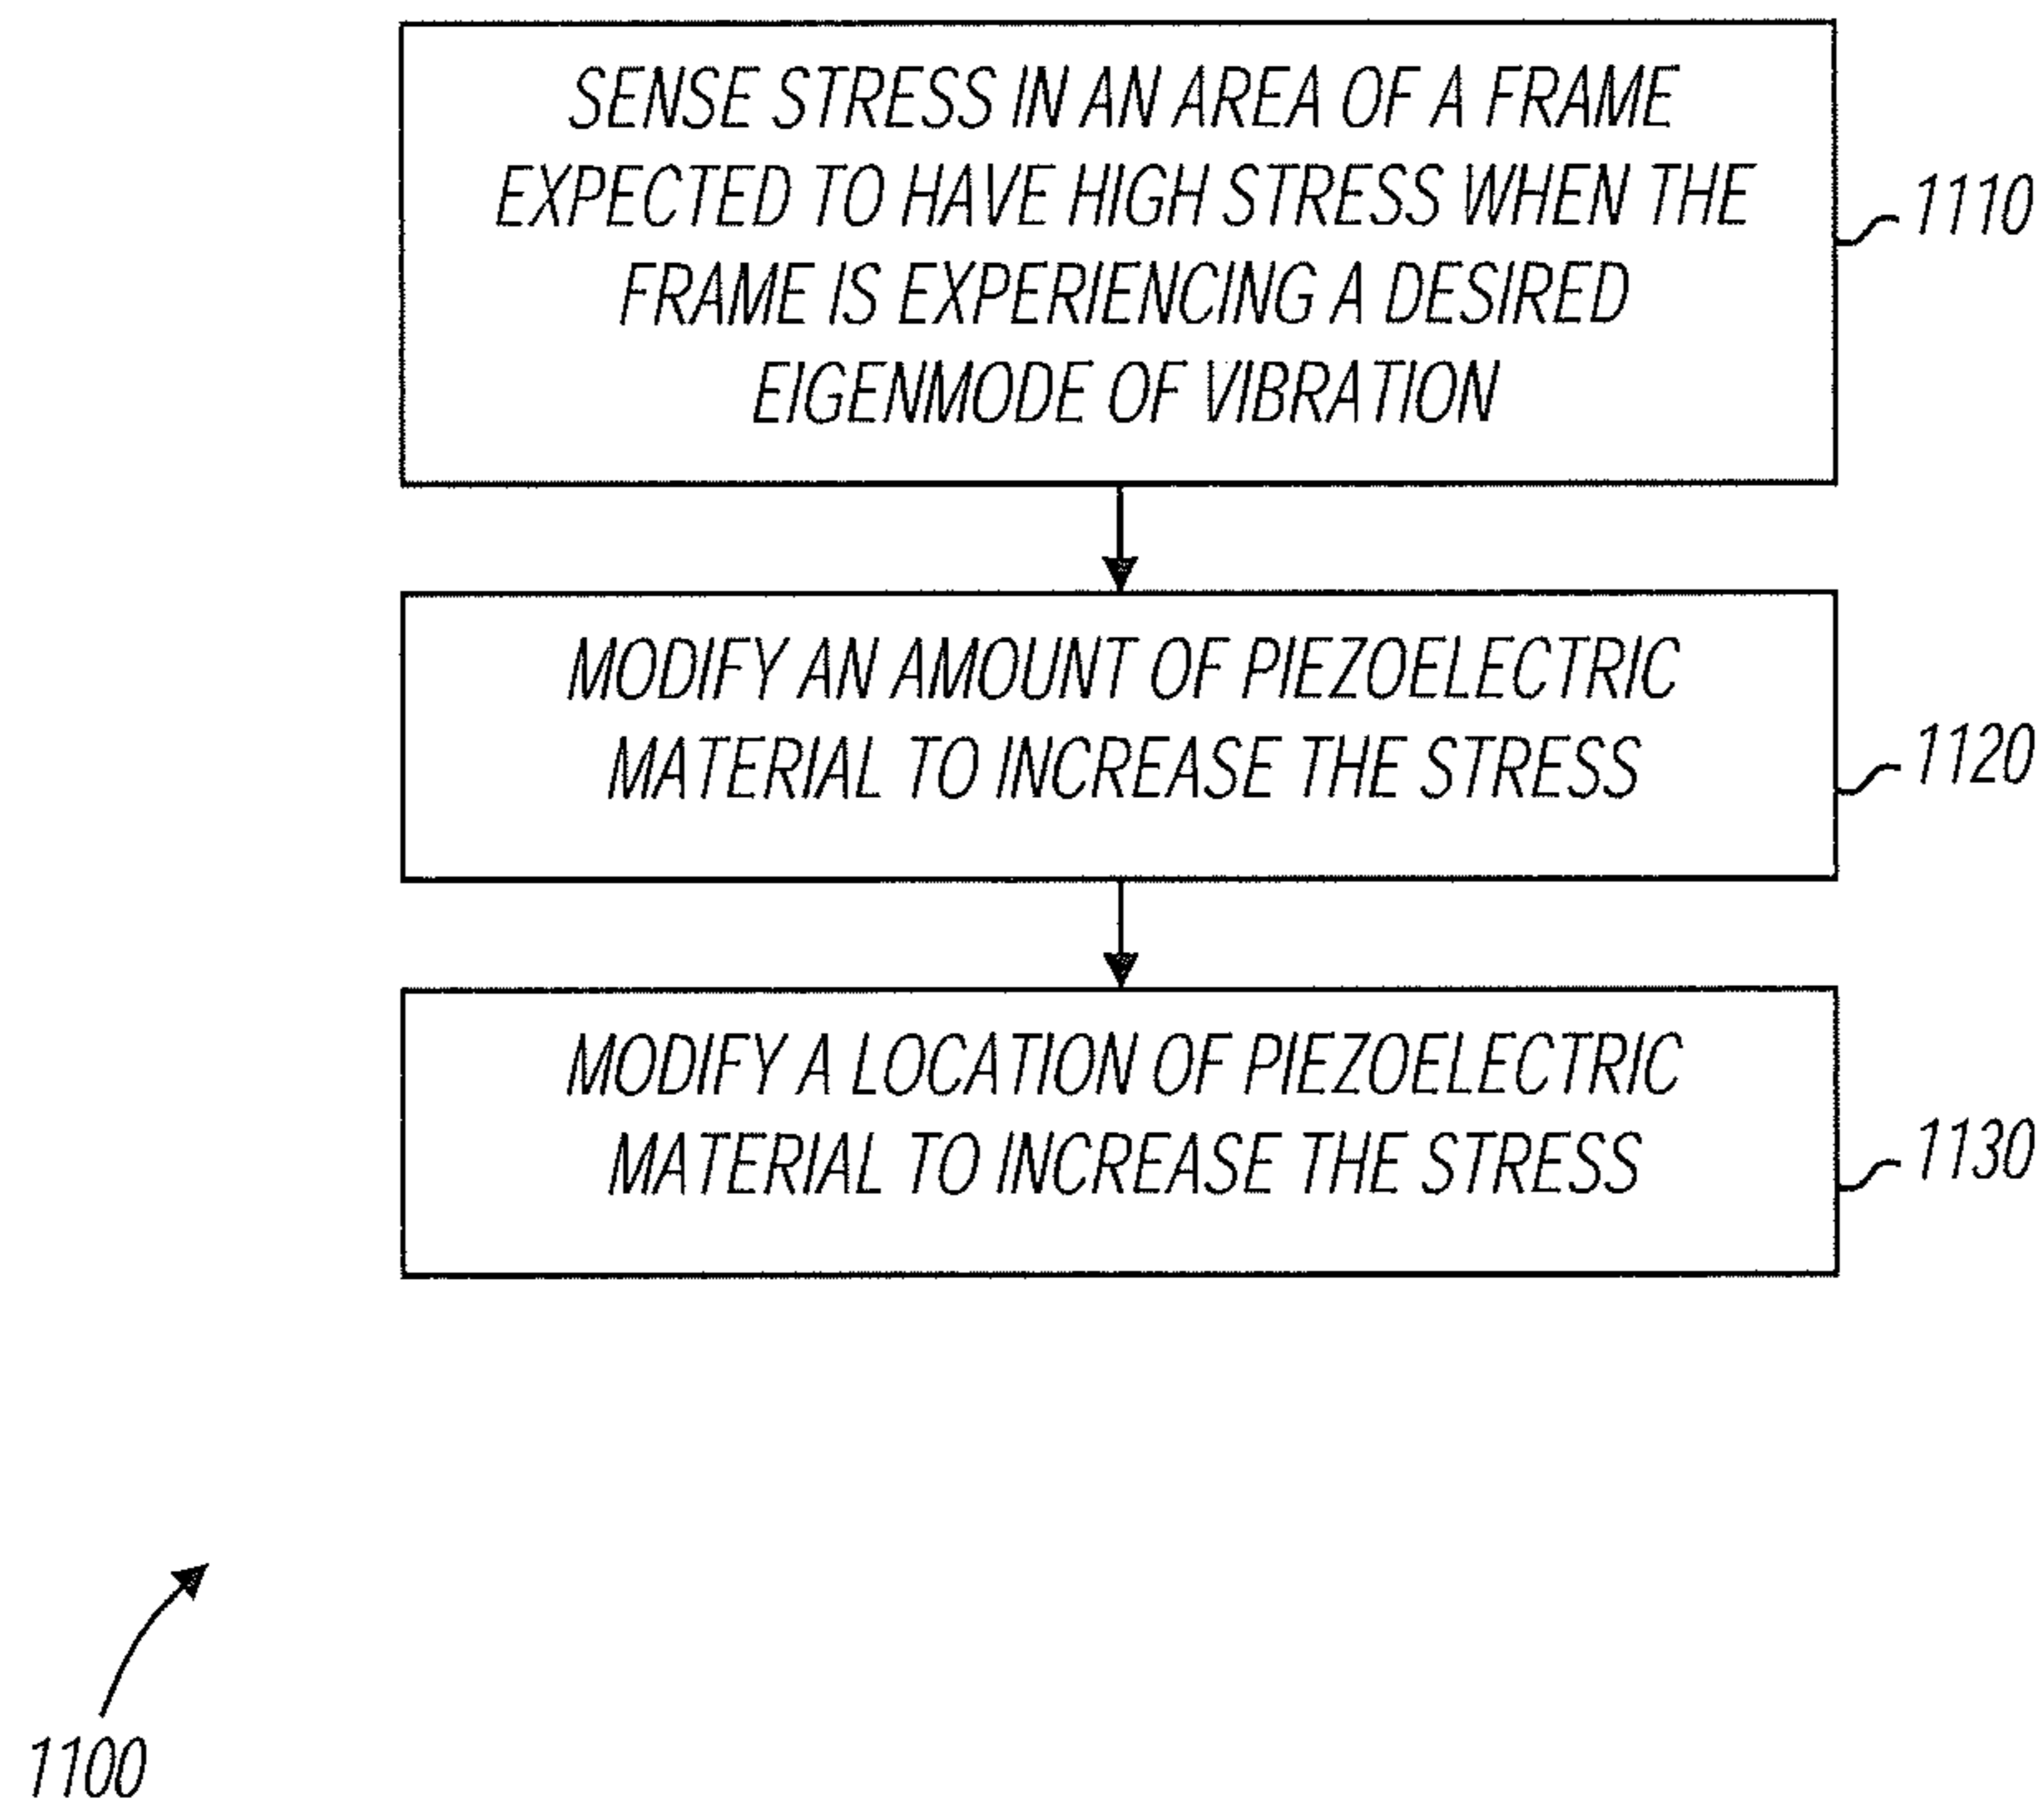 SENSE STRESS IN AN AREA OF A FRAME
EXPECTED TO HAVE HIGH STRESS WHEN THE
FRAME IS EXPERIENCING A DESIRED
EIGENMODE OF VIBRATION
1110
MODIFY AN AMOUNT OF PIEZOELECTRIC
MATERIAL TO INCREASE THE STRESS
1120
MODIFY A LOCATION OF PIEZOELECTRIC
MATERIAL TO INCREASE THE STRESS
1130
1100